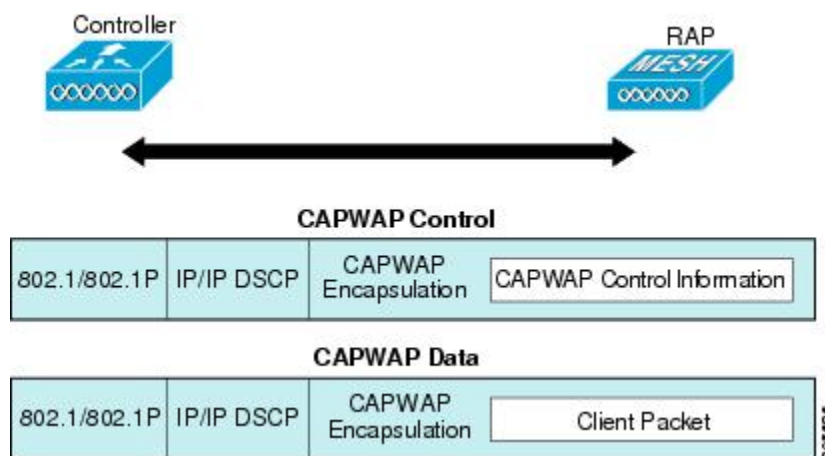 Controller
RAP
MESH
CAPWAP Control
802.1/802.1P IP/IP DSCP CAPWAP Encapsulation CAPWAP Control Information
CAPWAP Data
802.1/802.1P IP/IP DSCP CAPWAP Encapsulation Client Packet